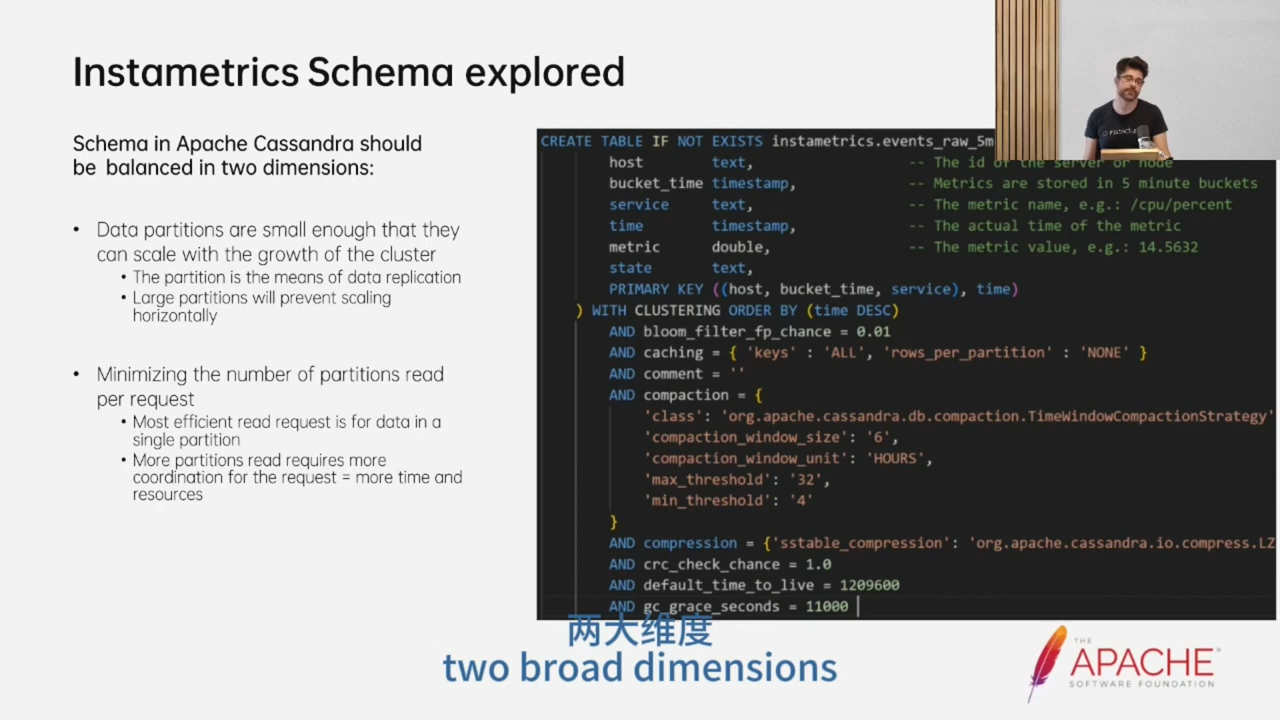 Instametrics Schema explored
Schema in Apache Cassandra should
be balanced in two dimensions:
• Data partitions are small enough that they
can scale with the growth of the cluster
• The partition is the means of data replication
• Large partitions will prevent scaling
horizontally
• Minimizing the number of partitions read
per request
• Most efficient read request is for data in a
single partition
• More partitions read requires more
coordination for the request = more time and
resources
CREATE TABLE IF NOT EXISTS instametrics.events_raw_5m
host text, -- The id of the server or node
bucket_time timestamp, -- Metrics are stored in 5 minute buckets
service text, -- The metric name, e.g.: /cpu/percent
time timestamp, -- The actual time of the metric
metric double, -- The metric value, e.g.: 14.5632
state text,
PRIMARY KEY ((host, bucket_time, service), time)
) WITH CLUSTERING ORDER BY (time DESC)
AND bloom_filter_fp_chance = 0.01
AND caching = { 'keys' : 'ALL', 'rows_per_partition' : 'NONE' }
AND comment = ''
AND compaction = {
'class': 'org.apache.cassandra.db.compaction.TimeWindowCompactionStrategy'
'compaction_window_size': '6',
'compaction_window_unit': 'HOURS',
'max_threshold': '32',
'min_threshold': '4'
}
AND compression = {'sstable_compression': 'org.apache.cassandra.io.compress.LZ
AND crc_check_chance = 1.0
AND default_time_to_live = 1209600
AND gc_grace_seconds = 11000
两大维度
two broad dimensions
THE
APACHE
SOFTWARE FOUNDATION